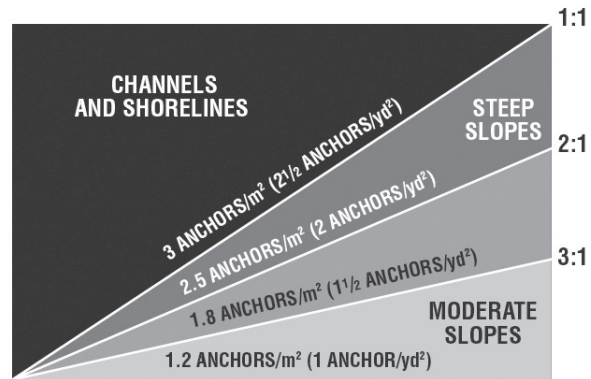 1:1
CHANNELS
AND SHORELINES
3 ANCHORS/m² (2¹/₂ ANCHORS/yd²)
STEEP
SLOPES
2:1
2.5 ANCHORS/m² (2 ANCHORS/yd²)
3:1
1.8 ANCHORS/m² (1¹/₂ ANCHORS/yd²)
MODERATE
SLOPES
1.2 ANCHORS/m² (1 ANCHOR/yd²)